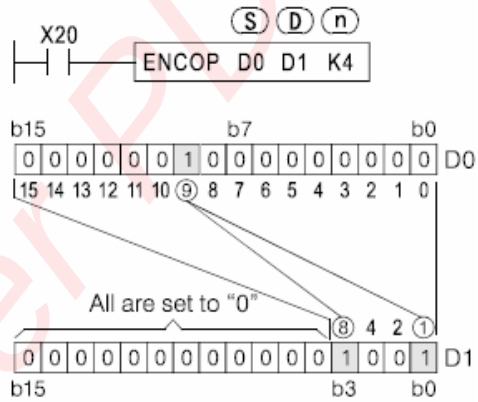 Ⓢ Ⓓ ⓝ
X20
ENCOP D0 D1 K4
b15 b7 b0
0 0 0 0 0 0 1 0 0 0 0 0 0 0 0 0 D0
15 14 13 12 11 10 ⑨ 8 7 6 5 4 3 2 1 0
All are set to "0" ⑧ 4 2 ①
0 0 0 0 0 0 0 0 0 0 0 0 1 0 0 1 D1
b15 b3 b0